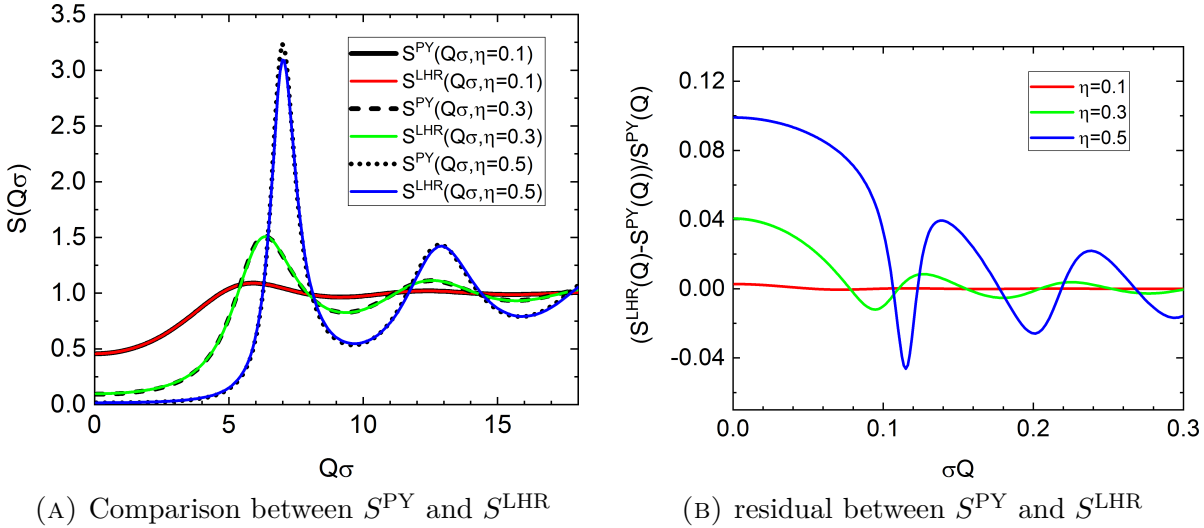 3.5
3.0
2.5
2.0
1.5
1.0
0.5
0.0
S(Qσ)
0 5 10 15
Qσ
S^PY(Qσ,η=0.1)
S^LHR(Qσ,η=0.1)
S^PY(Qσ,η=0.3)
S^LHR(Qσ,η=0.3)
S^PY(Qσ,η=0.5)
S^LHR(Qσ,η=0.5)
(A) Comparison between S^PY and S^LHR
0.12
0.08
0.04
0.00
-0.04
(S^LHR(Q)-S^PY(Q))/S^PY(Q)
0.0 0.1 0.2 0.3
σQ
η=0.1
η=0.3
η=0.5
(B) residual between S^PY and S^LHR